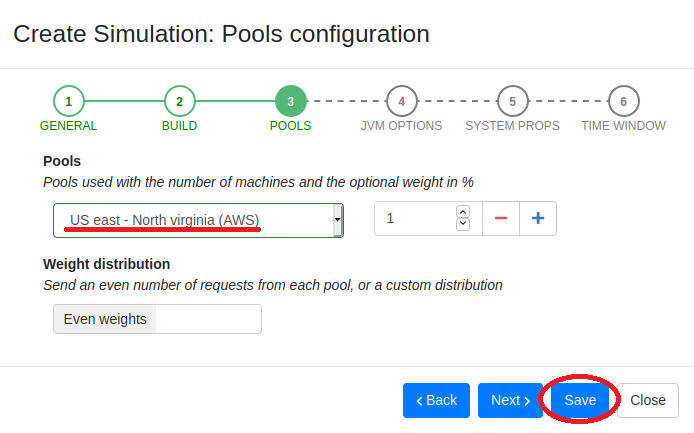 Create Simulation: Pools configuration
1 2 3 4 5 6
GENERAL BUILD POOLS JVM OPTIONS SYSTEM PROPS TIME WINDOW
Pools
Pools used with the number of machines and the optional weight in %
US east - North virginia (AWS) 1
Weight distribution
Send an even number of requests from each pool, or a custom distribution
Even weights
Back Next Save Close